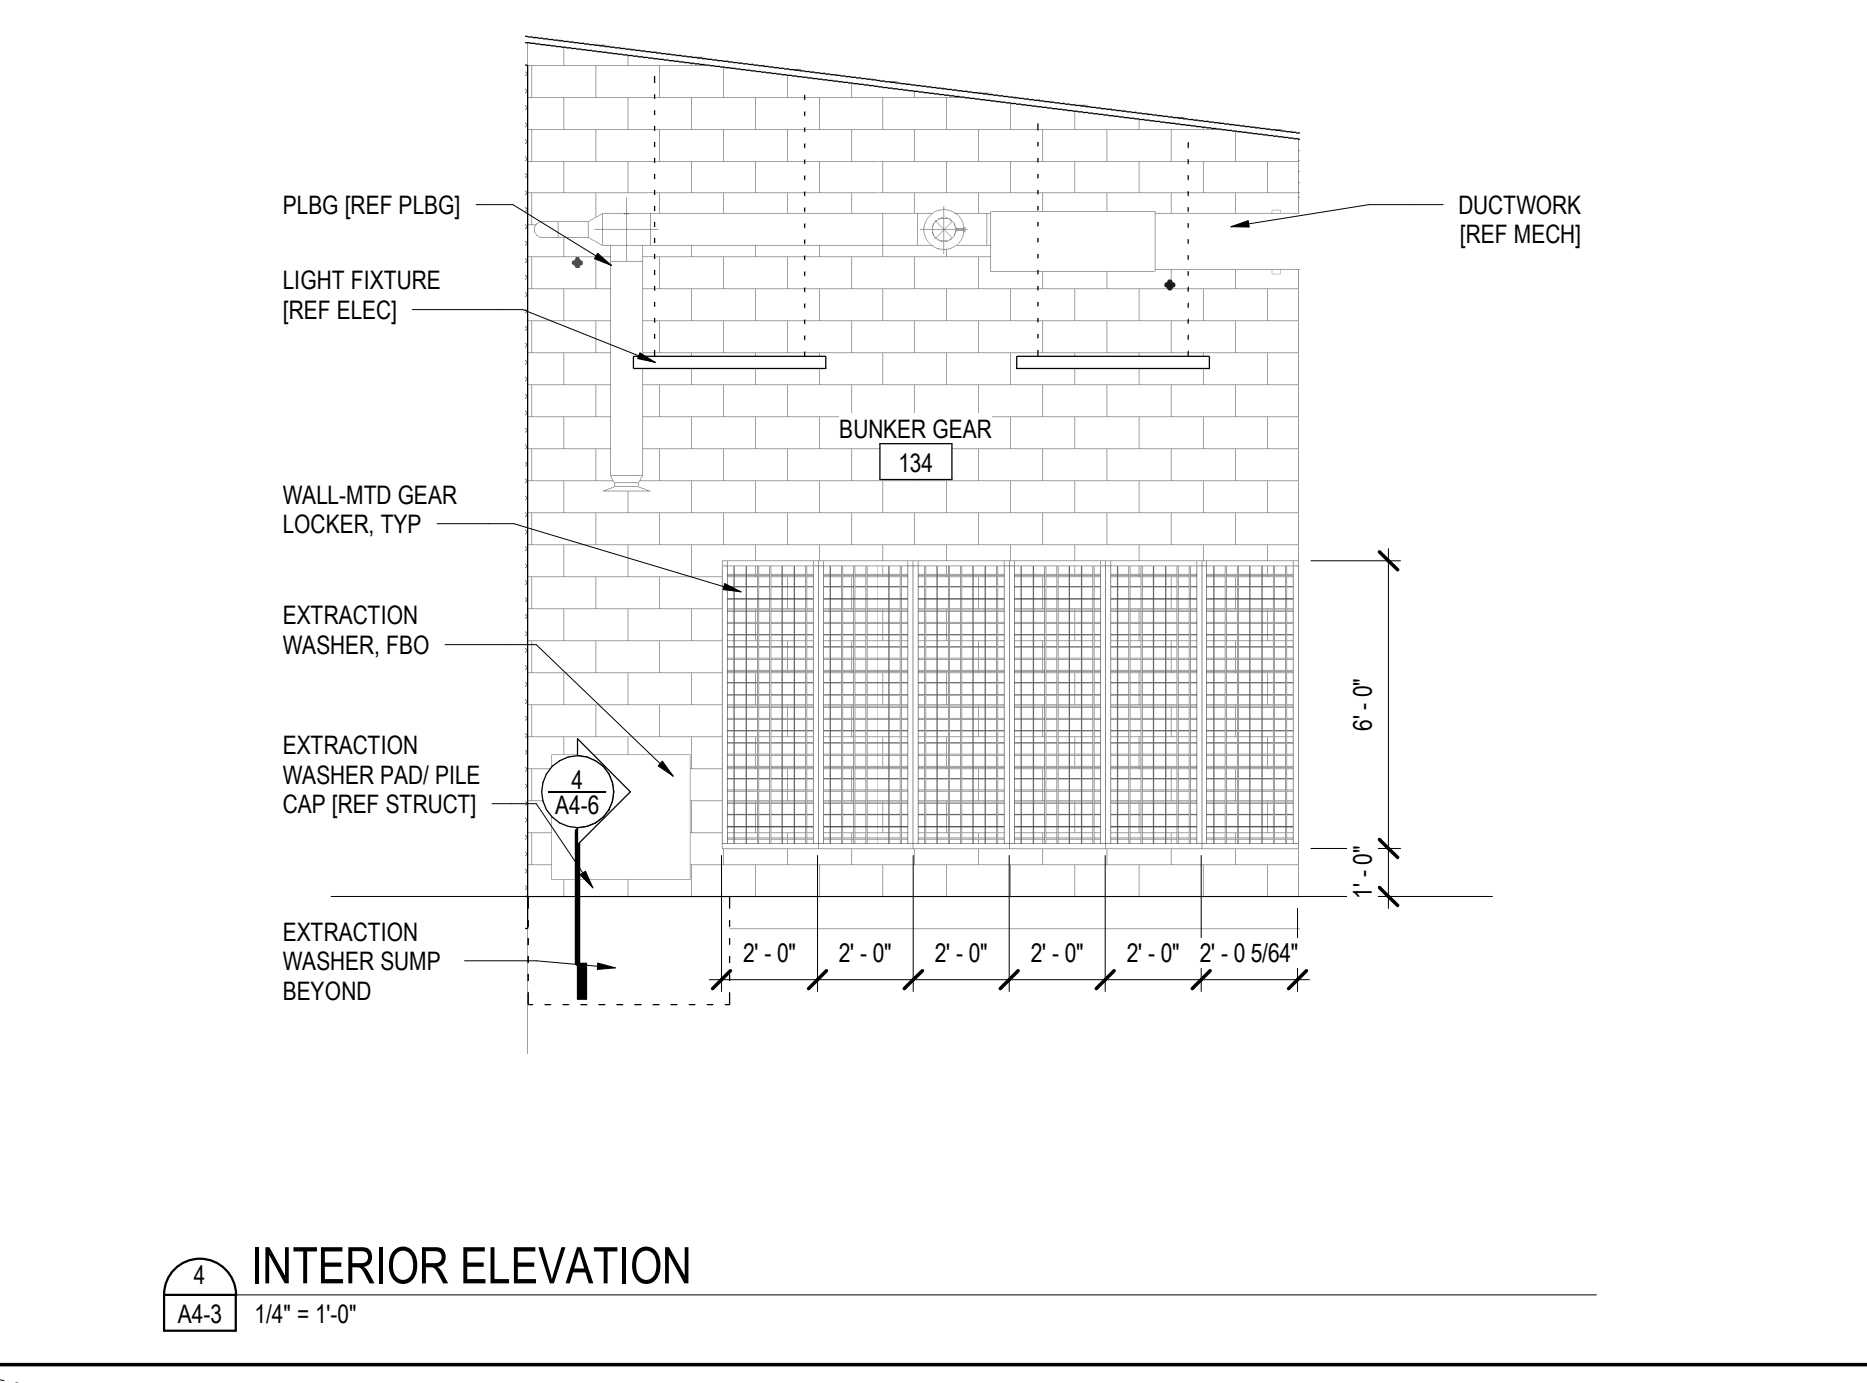 PLBG [REF PLBG]
LIGHT FIXTURE
[REF ELEC]
DUCTWORK
[REF MECH]
BUNKER GEAR
134
WALL-MTD GEAR
LOCKER, TYP
EXTRACTION
WASHER, FBO
EXTRACTION
WASHER PAD/ PILE
CAP [REF STRUCT]
4
A4-6
6' - 0"
1' - 0"
EXTRACTION
WASHER SUMP
BEYOND
2' - 0" 2' - 0" 2' - 0" 2' - 0" 2' - 0" 2' - 0 5/64"
4
A4-3
INTERIOR ELEVATION
1/4" = 1'-0"